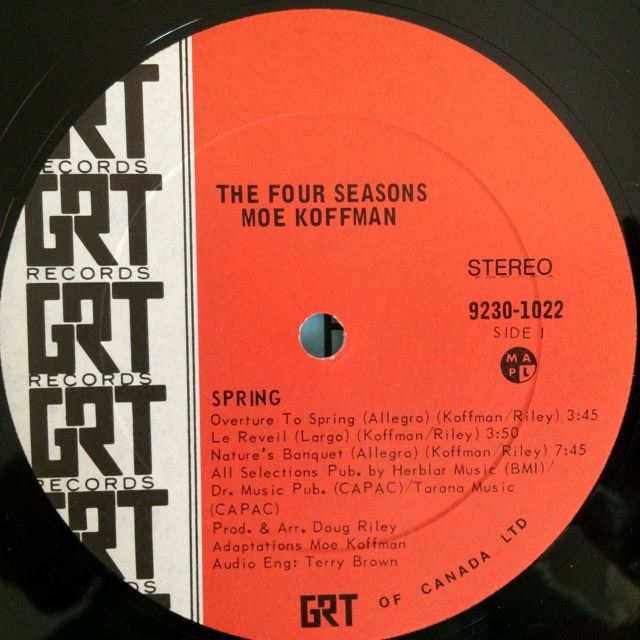 RT
ECORDS
GRT
RECORDS
GRT
RECORDS
GRT
RECORDS
GRT
DS
THE FOUR SEASONS
MOE KOFFMAN
STEREO
9230-1022
SIDE 1
M A
P L
SPRING
Overture To Spring (Allegro) (Koffman/Riley) 3:45
Le Reveil (Largo) (Koffman/Riley) 3:50
Nature's Banquet (Allegro) (Koffman/Riley) 7:45
All Selections Pub. by Herblar Music (BMI)/
Dr. Music Pub. (CAPAC)/Tarana Music
(CAPAC)
Prod. & Arr. Doug Riley
Adaptations Moe Koffman
Audio Eng: Terry Brown
GRT OF CANADA LTD